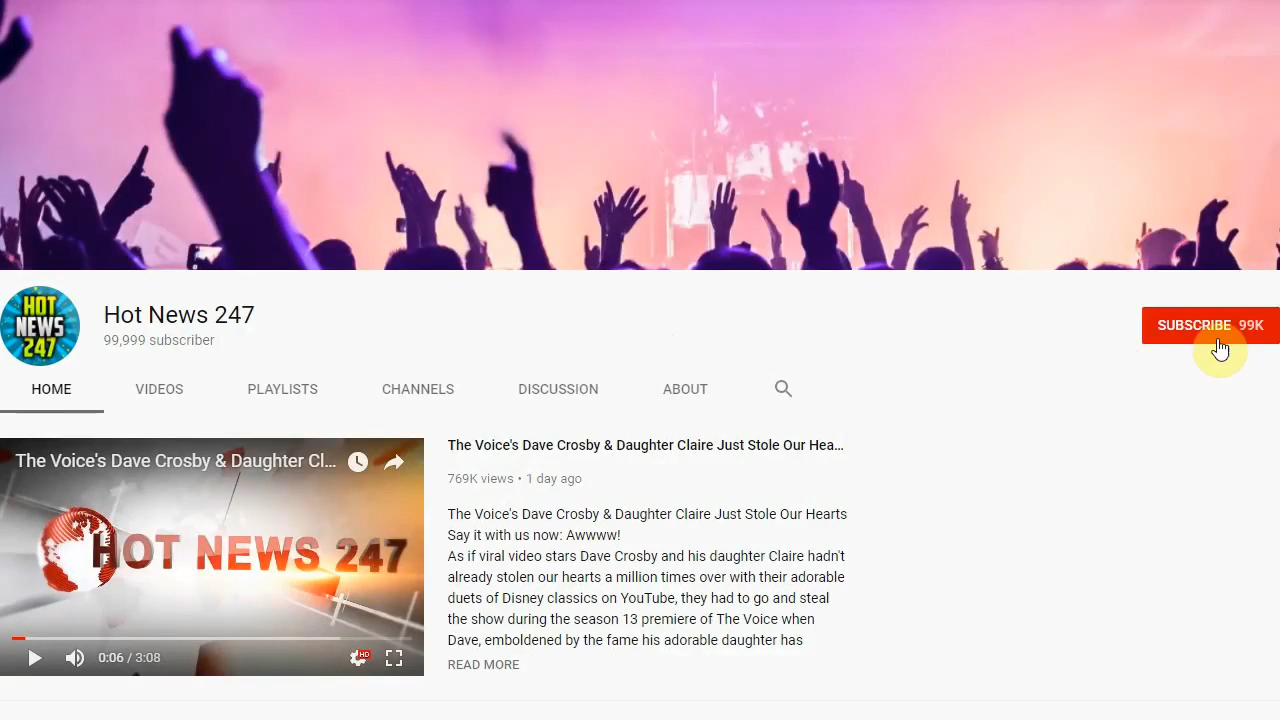 HOT
NEWS
247
Hot News 247
99,999 subscriber
SUBSCRIBE 99K
HOME VIDEOS PLAYLISTS CHANNELS DISCUSSION ABOUT
The Voice's Dave Crosby & Daughter Cl...
HOT NEWS 247
0:06 / 3:08
HD
The Voice's Dave Crosby & Daughter Claire Just Stole Our Hea...
769K views • 1 day ago
The Voice's Dave Crosby & Daughter Claire Just Stole Our Hearts
Say it with us now: Awwww!
As if viral video stars Dave Crosby and his daughter Claire hadn't
already stolen our hearts a million times over with their adorable
duets of Disney classics on YouTube, they had to go and steal
the show during the season 13 premiere of The Voice when
Dave, emboldened by the fame his adorable daughter has
READ MORE